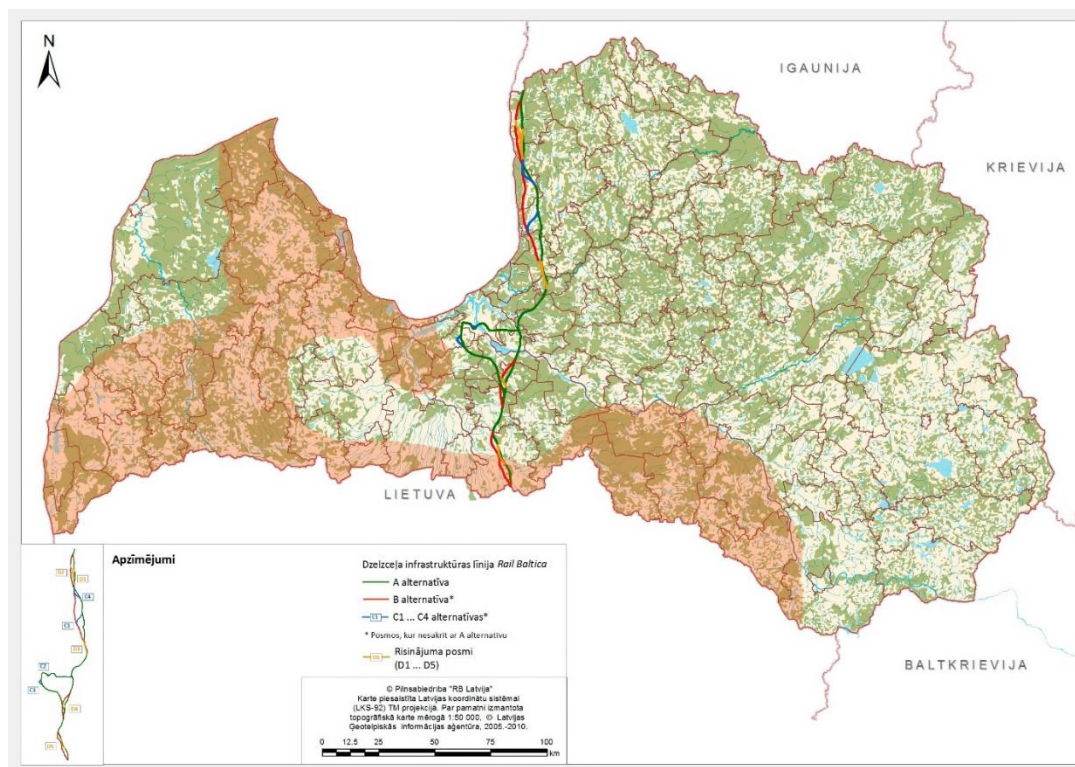 N
IGAUNIJA
KRIEVIJA
LIETUVA
BALTKRIEVIJA
Apzīmējumi
Dzelzceļa infrastruktūras līnija Rail Baltica
A alternatīva
B alternatīva*
C1 C1 ... C4 alternatīvas*
* Posmos, kur nesakrīt ar A alternatīvu
Risinājuma posmi
(D1 ... D5)
© Pilnsabiedrība "RB Latvija"
Karte piesaistīta Latvijas koordinātu sistēmai
(LKS-92) TM projekcijā. Par pamatni izmantota
topogrāfiskā karte mērogā 1:50 000, © Latvijas
Ģeotelpiskās informācijas aģentūra, 2005.-2010.
0 12.5 25 50 75 100
km
C4
C2